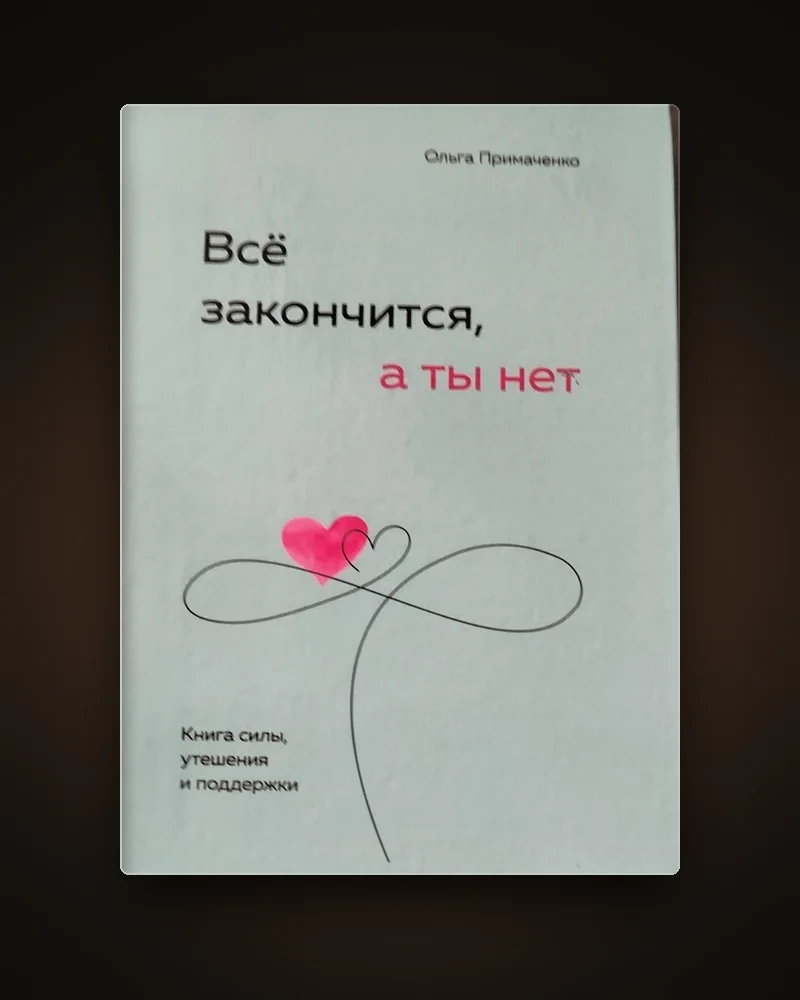 Ольга Примаченко
Всё
закончится,
а ты нет
Книга силы,
утешения
и поддержки